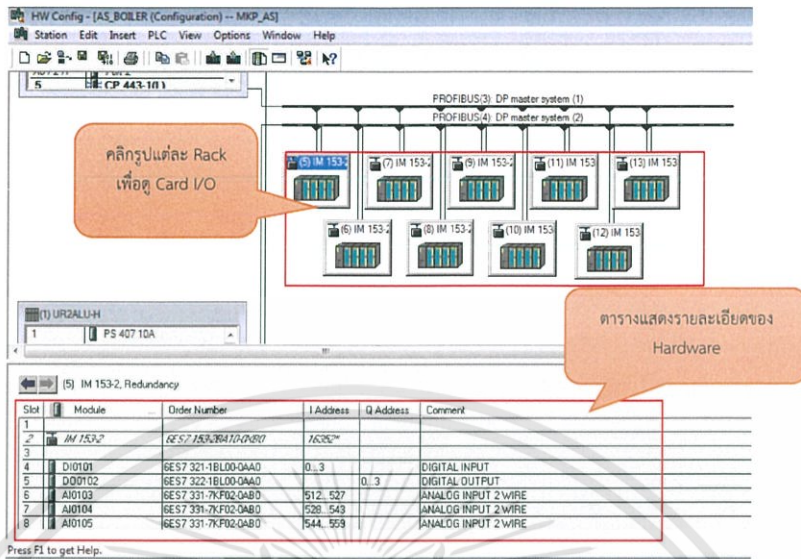 HW Config - [AS_BOILER (Configuration) -- MKP_AS]
Station Edit Insert PLC View Options Window Help
5 CP 443-1(1)
PROFIBUS(3) DP master system (1)
PROFIBUS(4) DP master system (2)
คลิกรูปแต่ละ Rack
เพื่อดู Card I/O
(5) IM 153-2 (7) IM 153-2 (9) IM 153-2 (11) IM 153 (13) IM 153
(6) IM 153-2 (8) IM 153-2 (10) IM 153- (12) IM 153
(1) UR2ALU-H
1 PS 407 10A
ตารางแสดงรายละเอียดของ
Hardware
(5) IM 153-2, Redundancy
Slot Module ... Order Number I Address Q Address Comment
1
2 IM 153-2 6ES7 153-2BA10-0XB0 16352*
3
4 DI0101 6ES7 321-1BL00-0AA0 0...3 DIGITAL INPUT
5 DO0102 6ES7 322-1BL00-0AA0 0...3 DIGITAL OUTPUT
6 AI0103 6ES7 331-7KF02-0AB0 512...527 ANALOG INPUT 2 WIRE
7 AI0104 6ES7 331-7KF02-0AB0 528...543 ANALOG INPUT 2 WIRE
8 AI0105 6ES7 331-7KF02-0AB0 544...559 ANALOG INPUT 2 WIRE
Press F1 to get Help.